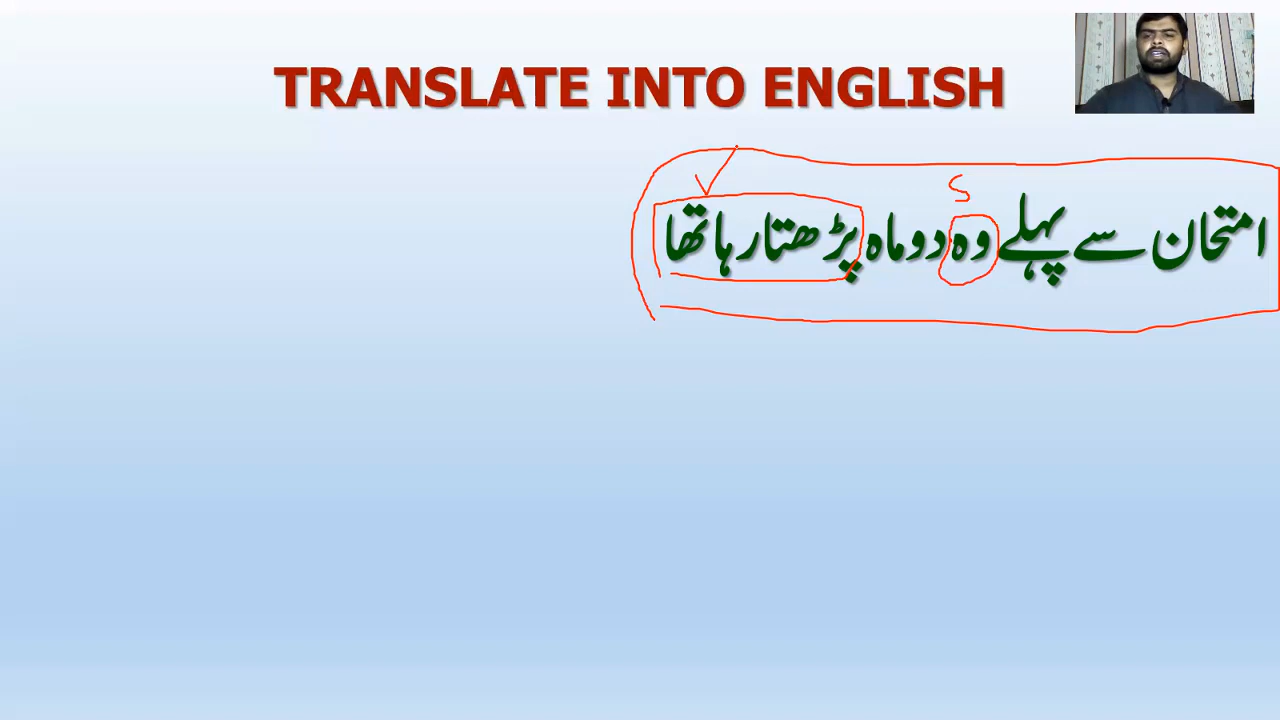 TRANSLATE INTO ENGLISH
S
امتحان سے پہلے وہ دو ماہ پڑھتا رہا تھا